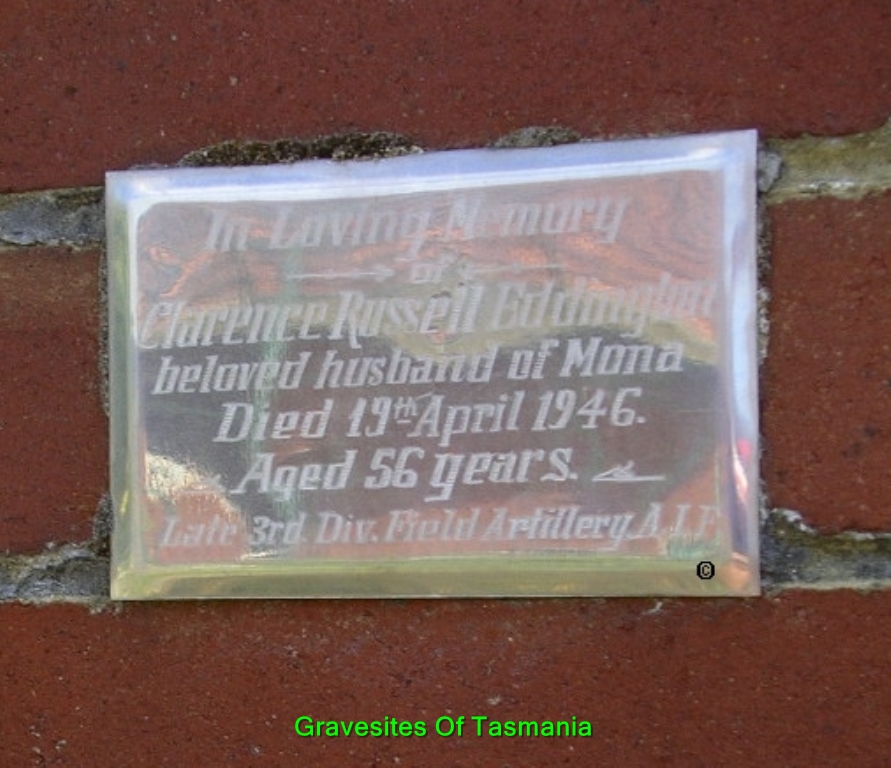 In Loving Memory
of
Clarence Russell
beloved husband of Mona
Died 19th April 1946.
Aged 56 years.
Late 3rd. Div. Field Artillery A.I.F
©
Gravesites Of Tasmania